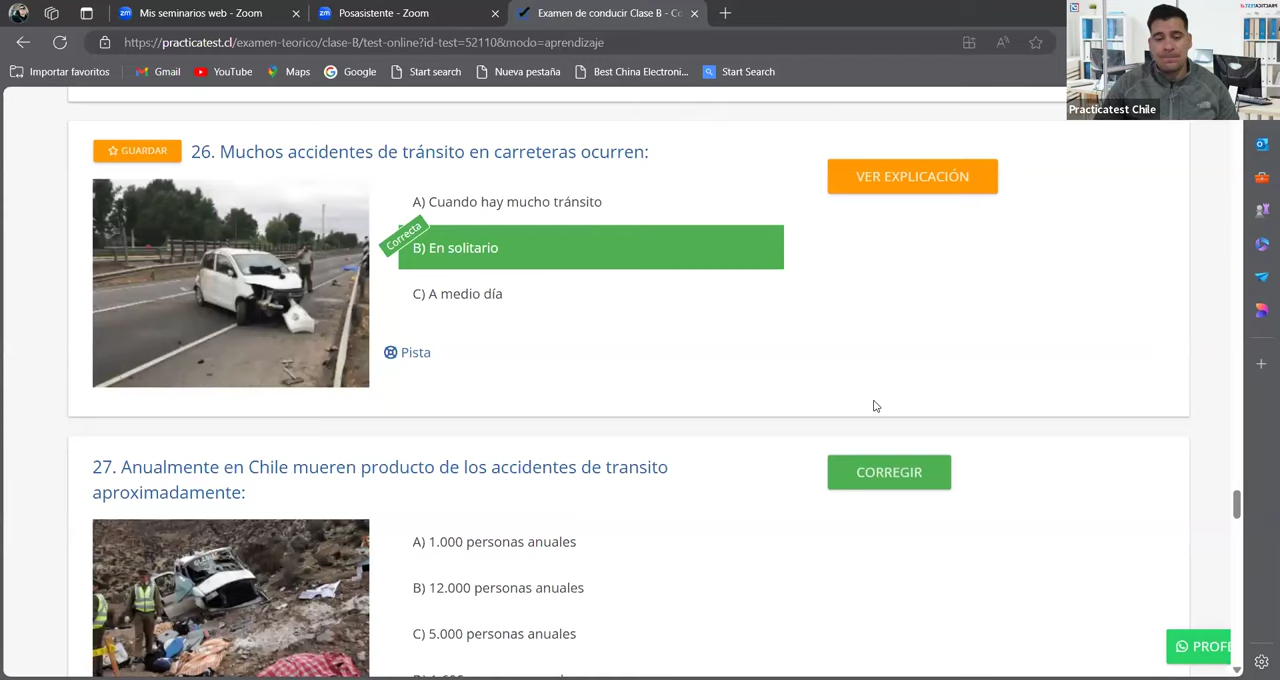 Mis seminarios web - Zoom
Posasistente - Zoom
Examen de conducir Clase B - Co
https://practicatest.cl/examen-teorico/clase-B/test-online?id-test=52110&modo=aprendizaje
Importar favoritos
Gmail
YouTube
Maps
Google
Start search
Nueva pestaña
Best China Electroni...
Start Search
Practicatest Chile
GUARDAR
26. Muchos accidentes de tránsito en carreteras ocurren:
VER EXPLICACIÓN
A) Cuando hay mucho tránsito
Correcta
B) En solitario
C) A medio día
Pista
27. Anualmente en Chile mueren producto de los accidentes de transito
aproximadamente:
CORREGIR
A) 1.000 personas anuales
B) 12.000 personas anuales
C) 5.000 personas anuales
PROFE